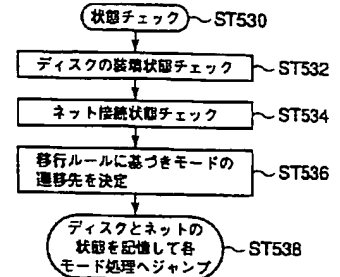 状態チェック
ST530
ディスクの装填状態チェック
ST532
ネット接続状態チェック
ST534
移行ルールに基づきモードの
遷移先を決定
ST536
ディスクとネットの
状態を記憶して各
モード処理へジャンプ
ST538